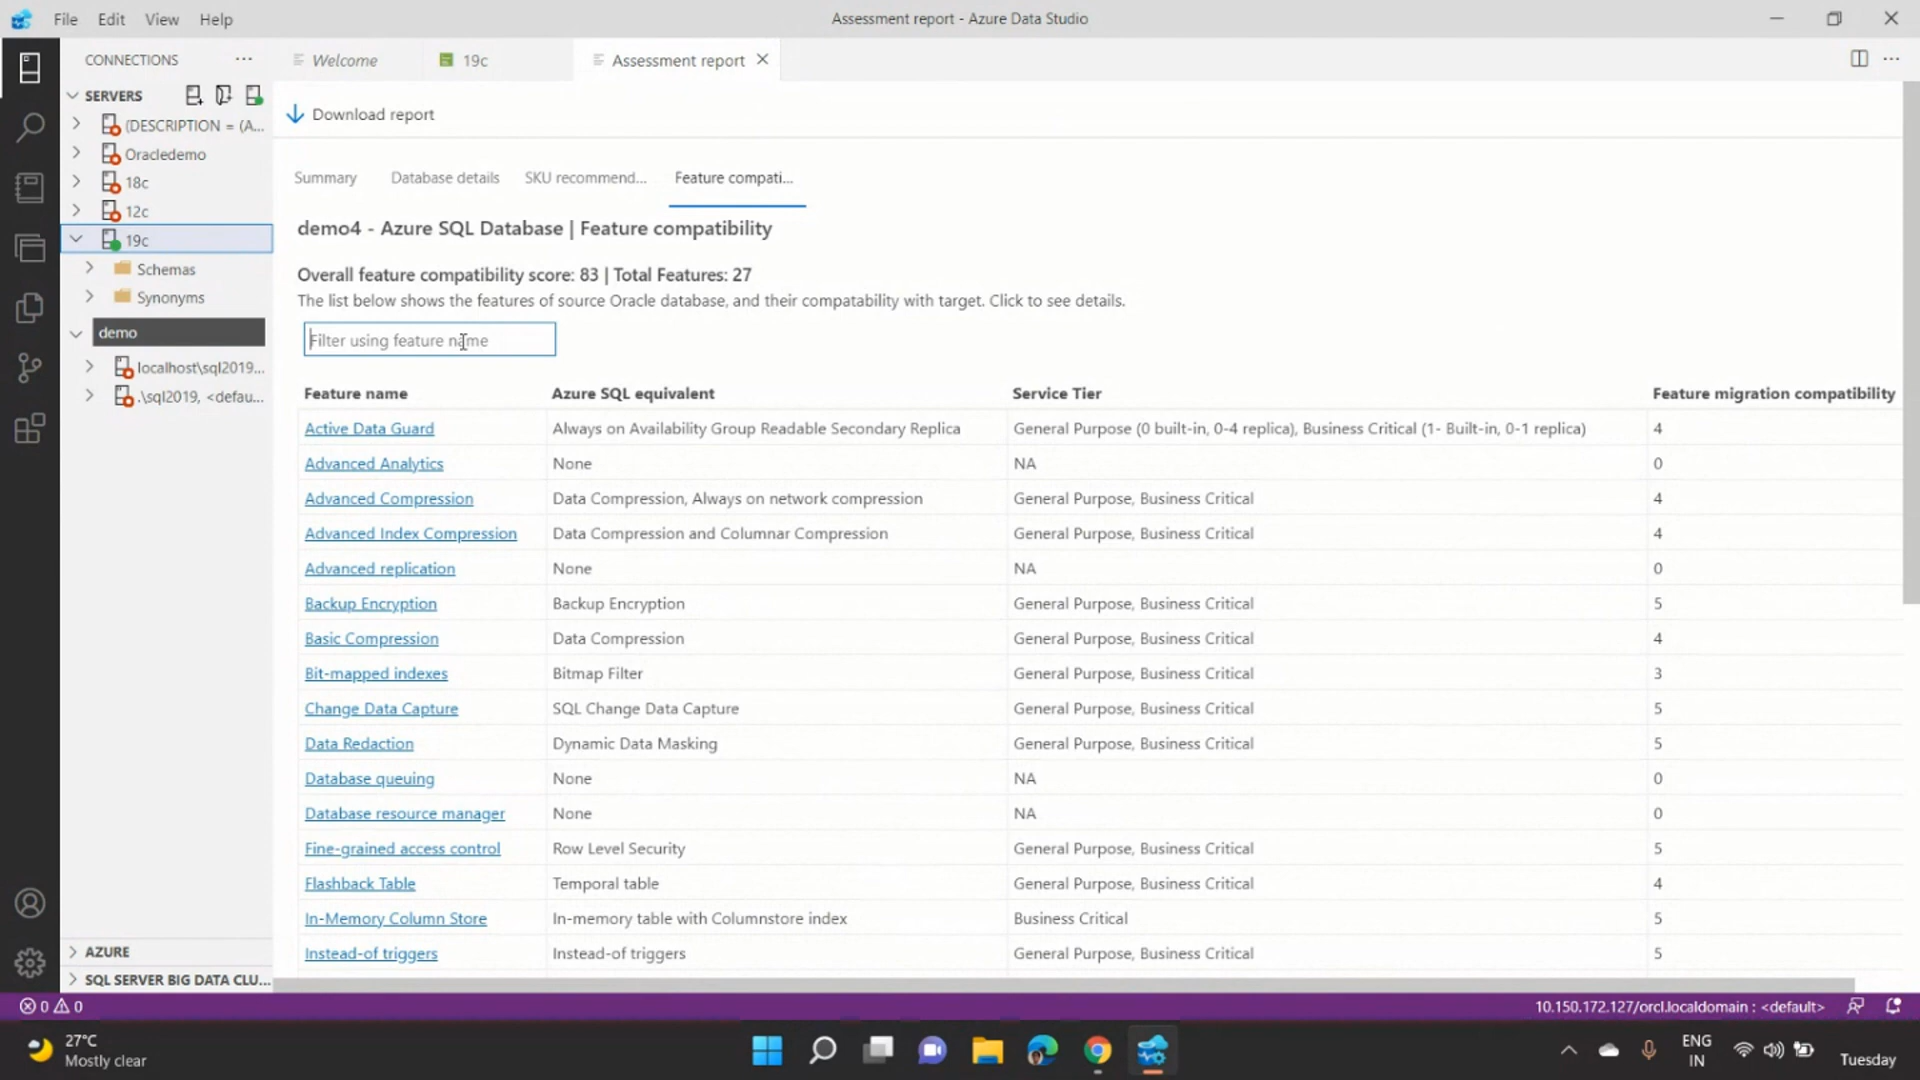 File Edit View Help
Assessment report - Azure Data Studio
CONNECTIONS
Welcome
19c
Assessment report
SERVERS
(DESCRIPTION = (A...
Oracledemo
18c
12c
19c
Schemas
Synonyms
demo
localhost\sql2019...
.\sql2019, <defau...
AZURE
SQL SERVER BIG DATA CLU...
Download report
Summary Database details SKU recommend... Feature compati...
demo4 - Azure SQL Database | Feature compatibility
Overall feature compatibility score: 83 | Total Features: 27
The list below shows the features of source Oracle database, and their compatability with target. Click to see details.
Filter using feature name
Feature name Azure SQL equivalent Service Tier Feature migration compatibility
Active Data Guard Always on Availability Group Readable Secondary Replica General Purpose (0 built-in, 0-4 replica), Business Critical (1- Built-in, 0-1 replica) 4
Advanced Analytics None NA 0
Advanced Compression Data Compression, Always on network compression General Purpose, Business Critical 4
Advanced Index Compression Data Compression and Columnar Compression General Purpose, Business Critical 4
Advanced replication None NA 0
Backup Encryption Backup Encryption General Purpose, Business Critical 5
Basic Compression Data Compression General Purpose, Business Critical 4
Bit-mapped indexes Bitmap Filter General Purpose, Business Critical 3
Change Data Capture SQL Change Data Capture General Purpose, Business Critical 5
Data Redaction Dynamic Data Masking General Purpose, Business Critical 5
Database queuing None NA 0
Database resource manager None NA 0
Fine-grained access control Row Level Security General Purpose, Business Critical 5
Flashback Table Temporal table General Purpose, Business Critical 4
In-Memory Column Store In-memory table with Columnstore index Business Critical 5
Instead-of triggers Instead-of triggers General Purpose, Business Critical 5
0 0
10.150.172.127/orcl.localdomain : <default>
27°C
Mostly clear
ENG
IN
Tuesday